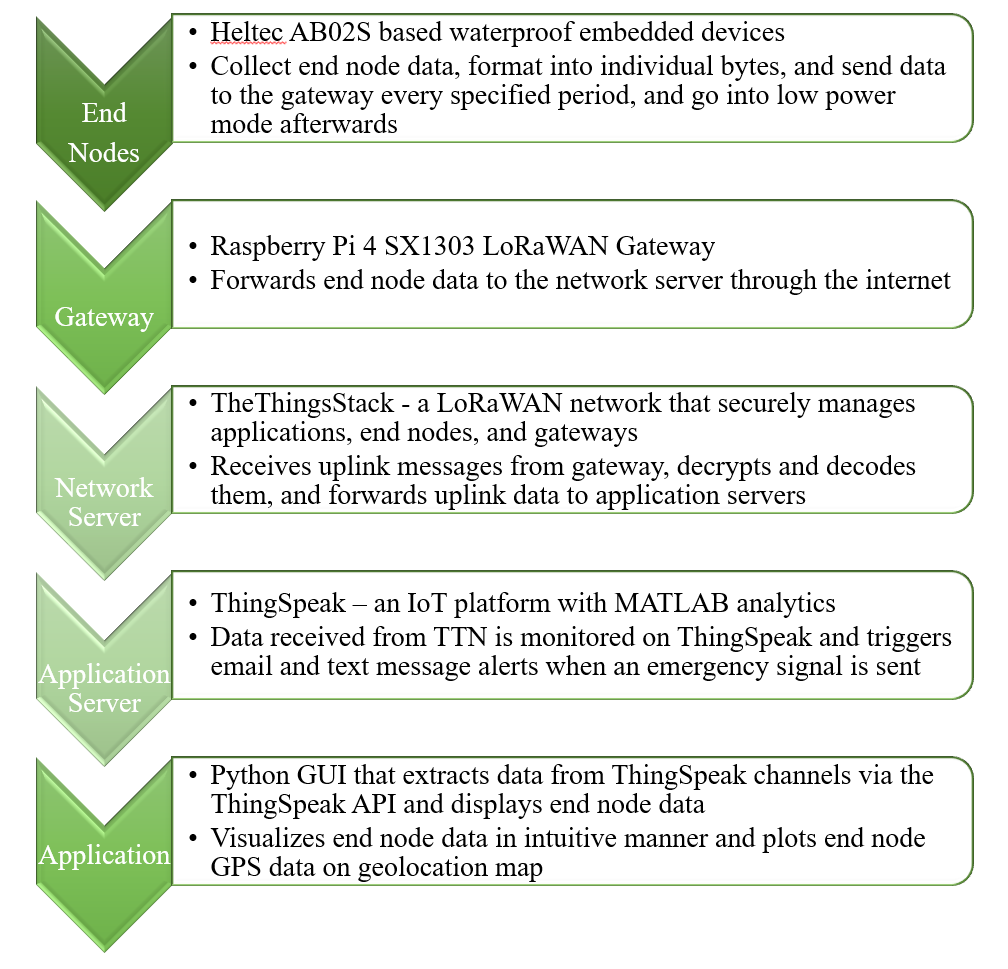 End
Nodes
• Heltec AB02S based waterproof embedded devices
• Collect end node data, format into individual bytes, and send data
to the gateway every specified period, and go into low power
mode afterwards
Gateway
• Raspberry Pi 4 SX1303 LoRaWAN Gateway
• Forwards end node data to the network server through the internet
Network
Server
• TheThingsStack - a LoRaWAN network that securely manages
applications, end nodes, and gateways
• Receives uplink messages from gateway, decrypts and decodes
them, and forwards uplink data to application servers
Application
Server
• ThingSpeak – an IoT platform with MATLAB analytics
• Data received from TTN is monitored on ThingSpeak and triggers
email and text message alerts when an emergency signal is sent
Application
• Python GUI that extracts data from ThingSpeak channels via the
ThingSpeak API and displays end node data
• Visualizes end node data in intuitive manner and plots end node
GPS data on geolocation map